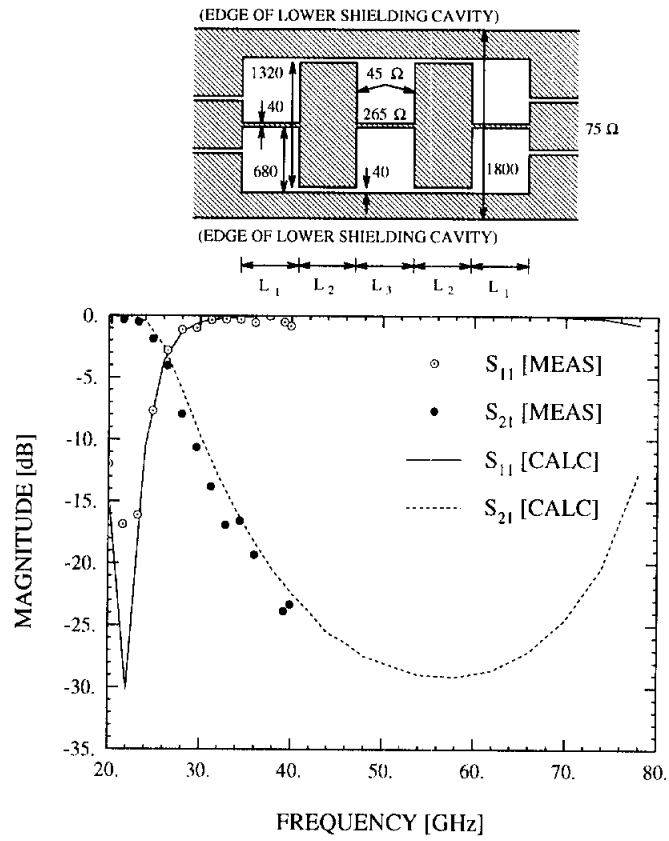 (EDGE OF LOWER SHIELDING CAVITY)
1320
45 Ω
40
265 Ω
75 Ω
680
40
1800
(EDGE OF LOWER SHIELDING CAVITY)
L1 L2 L3 L2 L1
0.
-5.
-10.
-15.
-20.
-25.
-30.
-35.
MAGNITUDE [dB]
S11 [MEAS]
S21 [MEAS]
S11 [CALC]
S21 [CALC]
20. 30. 40. 50. 60. 70. 80.
FREQUENCY [GHz]